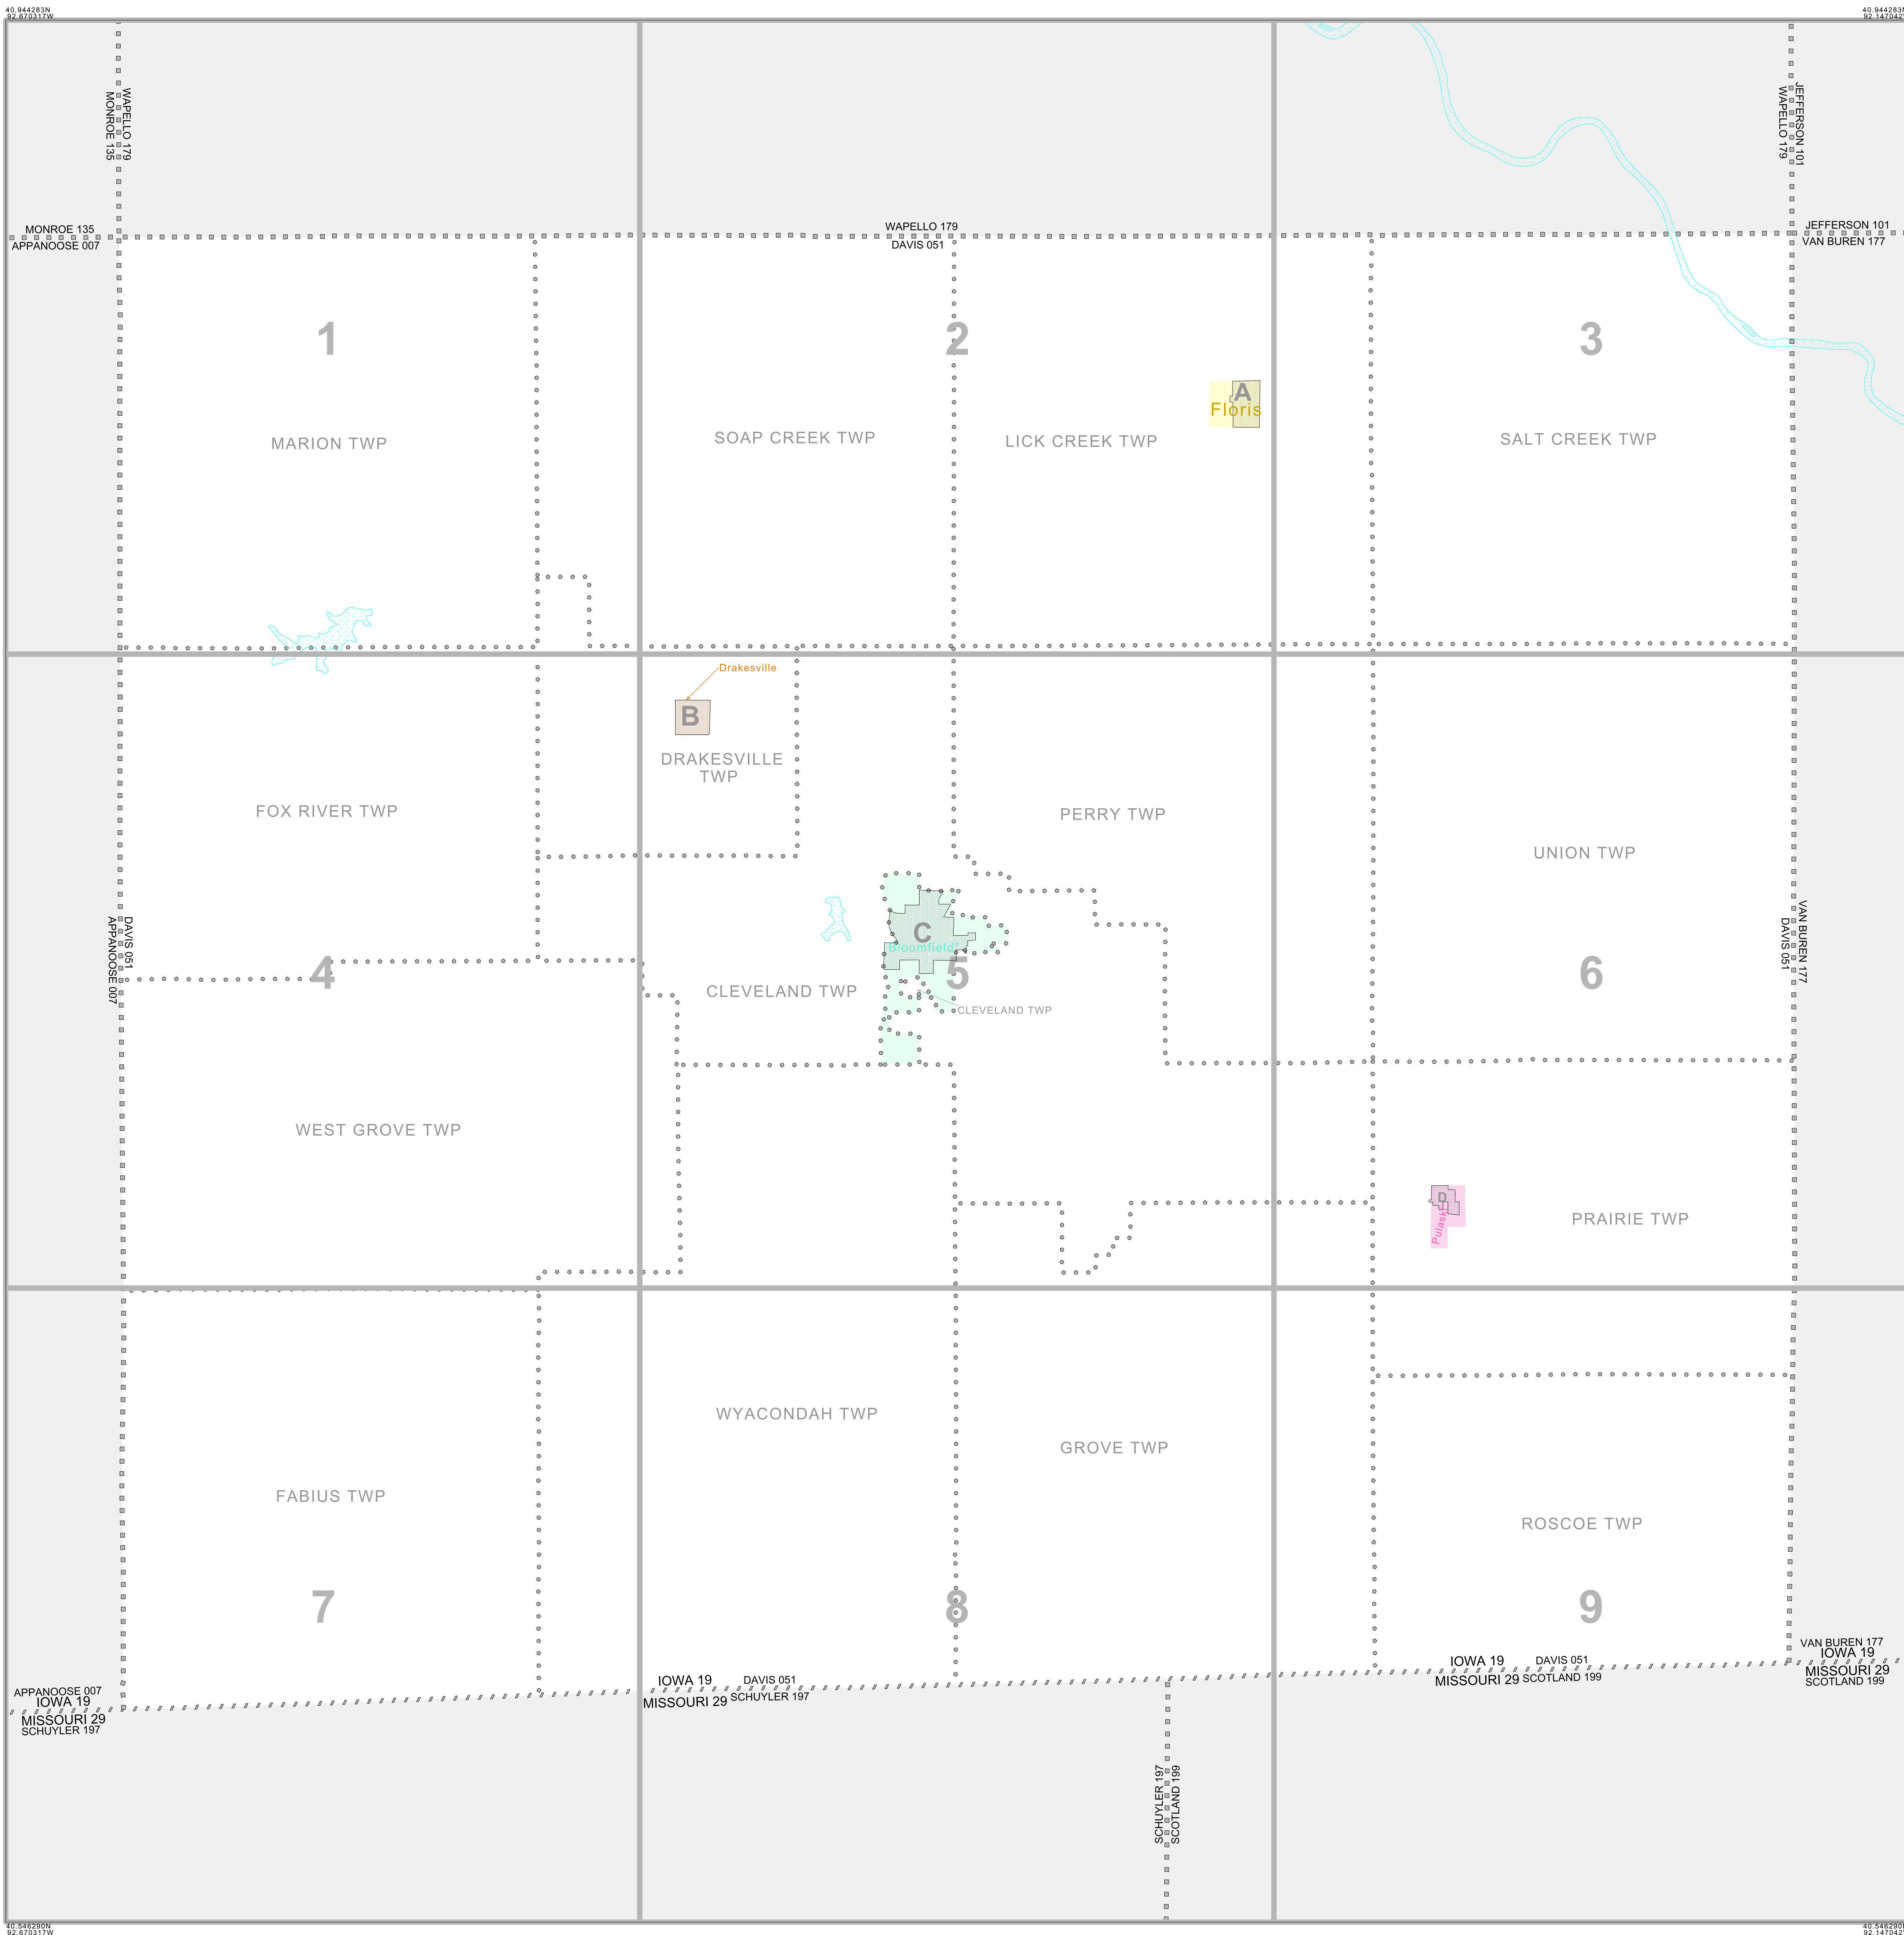 40.944283N
92.670317W
40.944283N
92.147042W
WAPELLO 179
MONROE 135
JEFFERSON 101
WAPELLO 179
MONROE 135
APPANOOSE 007
WAPELLO 179
DAVIS 051
JEFFERSON 101
VAN BUREN 177
1
2
3
A
Floris
MARION TWP
SOAP CREEK TWP
LICK CREEK TWP
SALT CREEK TWP
Drakesville
B
DRAKESVILLE
TWP
FOX RIVER TWP
PERRY TWP
UNION TWP
DAVIS 051
APPANOOSE 007
C
Bloomfield
VAN BUREN 177
DAVIS 051
4
5
6
CLEVELAND TWP
CLEVELAND TWP
WEST GROVE TWP
D
Pulaski
PRAIRIE TWP
WYACONDAH TWP
GROVE TWP
FABIUS TWP
ROSCOE TWP
7
8
9
VAN BUREN 177
IOWA 19
MISSOURI 29
SCOTLAND 199
IOWA 19
DAVIS 051
MISSOURI 29
SCOTLAND 199
IOWA 19
DAVIS 051
MISSOURI 29
SCHUYLER 197
APPANOOSE 007
IOWA 19
MISSOURI 29
SCHUYLER 197
SCHUYLER 197
SCOTLAND 199
40.546290N
92.670317W
40.546290N
92.147042W